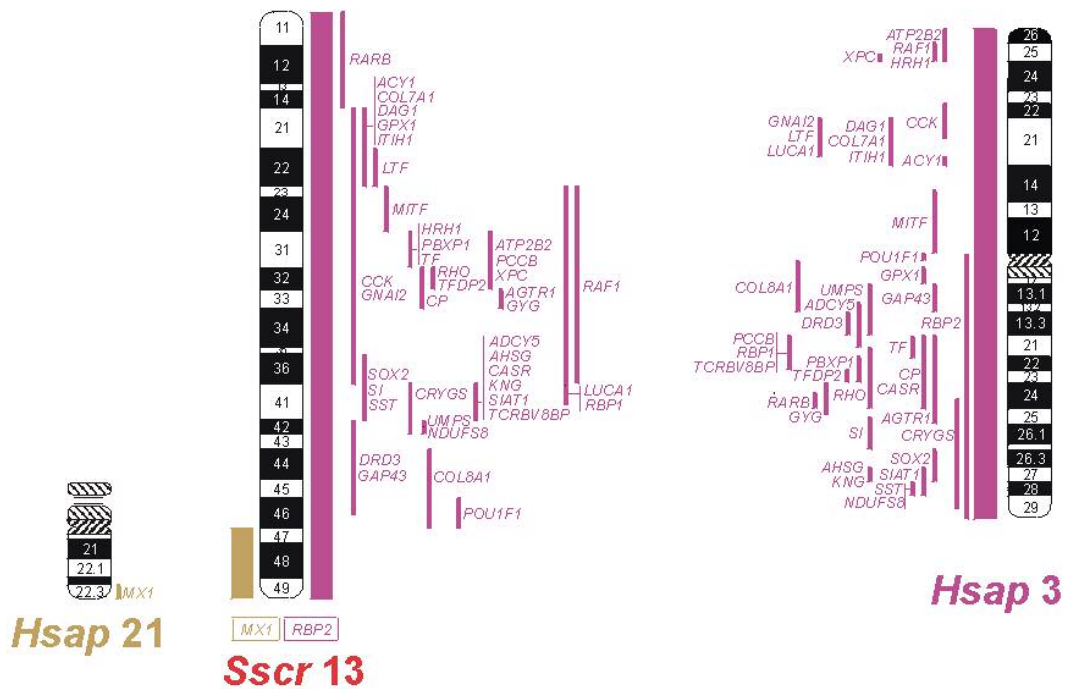 11
12
13
14
21
22
23
24
31
32
33
34
35
36
41
42
43
44
45
46
47
48
49
RARB
ACY1
COL7A1
DAG1
GPX1
ITIH1
LTF
MITF
HRH1
PBXP1
TF
ATP2B2
PCCB
XPC
CCK
GNAI2
RHO
TFDP2
CP
AGTR1
GYG
RAF1
ADCY5
AHSG
CASR
KNG
SIAT1
TCRBV8BP
SOX2
SI
SST
CRYGS
LUCA1
RBP1
UMPS
NDUFS8
DRD3
GAP43
COL8A1
POU1F1
MX1 RBP2
Sscr 13
21
22.1
22.3
MX1
Hsap 21
ATP2B2
RAF1
XPC
HRH1
GNAI2
LTF
LUCA1
DAG1
COL7A1
ITIH1
CCK
ACY1
MITF
POU1F1
GPX1
COL8A1
UMPS
ADCY5
GAP43
DRD3
RBP2
PCCB
RBP1
TCRBV8BP
TF
PBXP1
TFDP2
CP
CASR
RHO
RARB
GYG
AGTR1
SI
CRYGS
SOX2
AHSG
SIAT1
KNG
SST
NDUFS8
26
25
24
23
22
21
14
13
12
12
13.1
13.2
13.3
21
22
23
24
25
26.1
26.3
27
28
29
Hsap 3